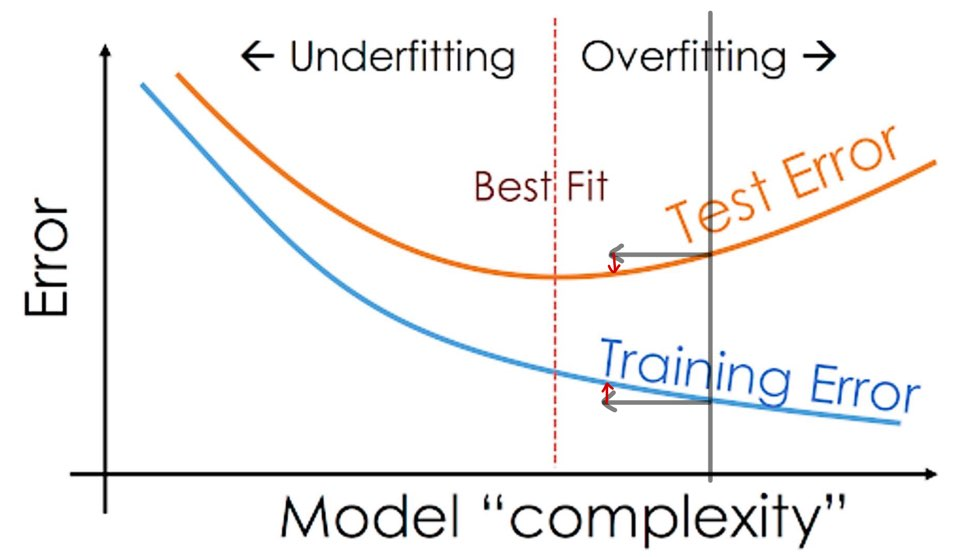 ← Underfitting
Overfitting →
Best Fit
Test Error
Error
Training Error
Model “complexity”